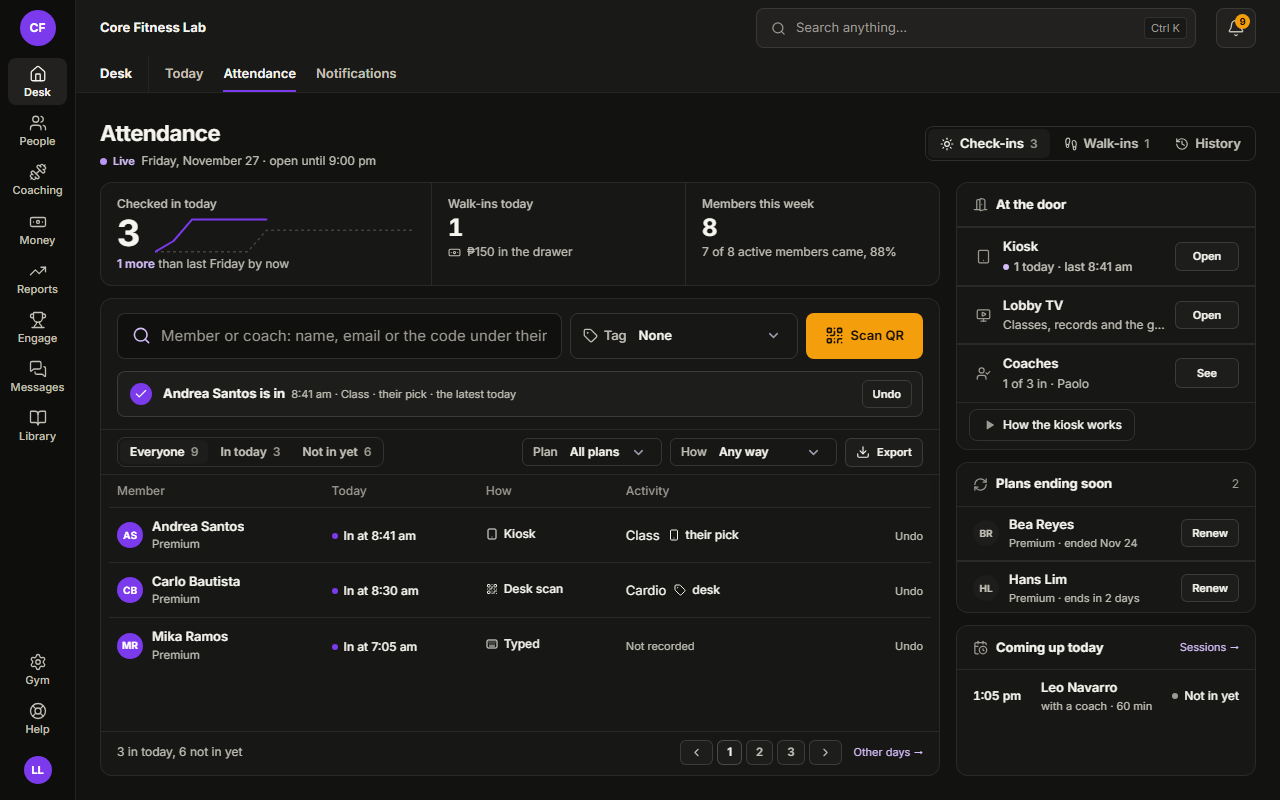 CF
Core Fitness Lab
Search anything...
Ctrl K
9
Desk
People
Coaching
Money
Reports
Engage
Messages
Library
Gym
Help
LL
Desk
Today
Attendance
Notifications
Attendance
Live Friday, November 27 · open until 9:00 pm
Check-ins 3
Walk-ins 1
History
Checked in today
3
1 more than last Friday by now
Walk-ins today
1
₱150 in the drawer
Members this week
8
7 of 8 active members came, 88%
Member or coach: name, email or the code under their
Tag None
Scan QR
Andrea Santos is in 8:41 am · Class · their pick · the latest today
Undo
Everyone 9
In today 3
Not in yet 6
Plan All plans
How Any way
Export
Member Today How Activity
Andrea Santos
AS Premium In at 8:41 am Kiosk Class their pick Undo
Carlo Bautista
CB Premium In at 8:30 am Desk scan Cardio desk Undo
Mika Ramos
MR Premium In at 7:05 am Typed Not recorded Undo
3 in today, 6 not in yet
1 2 3
Other days →
At the door
Kiosk
1 today · last 8:41 am
Open
Lobby TV
Classes, records and the g...
Open
Coaches
1 of 3 in · Paolo
See
How the kiosk works
Plans ending soon 2
BR
Bea Reyes
Premium · ended Nov 24
Renew
HL
Hans Lim
Premium · ends in 2 days
Renew
Coming up today
Sessions →
1:05 pm
Leo Navarro
with a coach · 60 min
Not in yet